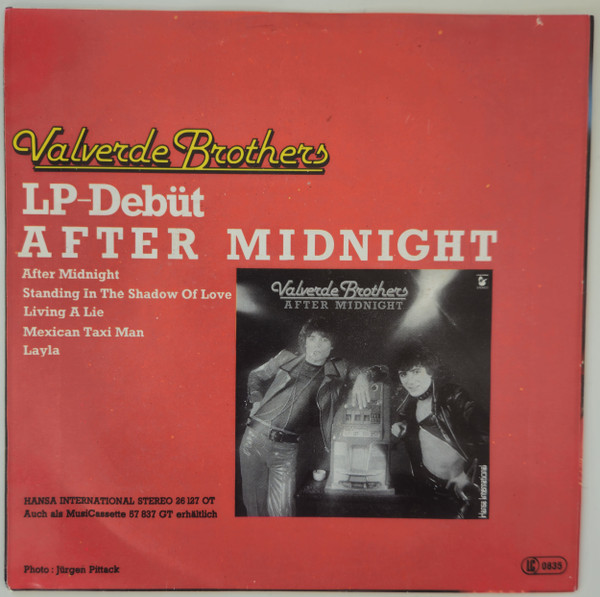 Valverde Brothers
LP-Debüt
AFTER MIDNIGHT
After Midnight
Standing In The Shadow Of Love
Living A Lie
Mexican Taxi Man
Layla
Valverde Brothers
AFTER MIDNIGHT
Hansa International
HANSA INTERNATIONAL STEREO 26 127 OT
Auch als MusiCassette 57 837 GT erhältlich
Photo: Jürgen Pittack
LC 0835